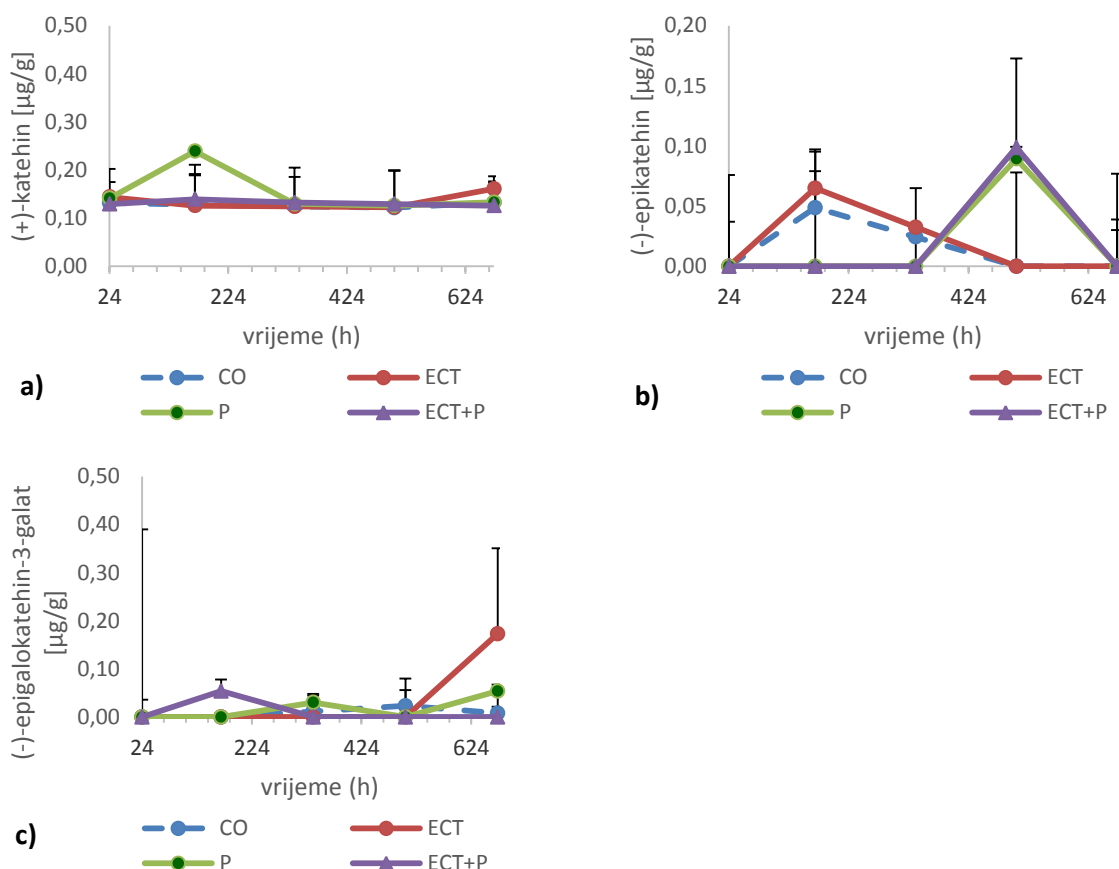 (+)-katehin [µg/g]
0,50
0,40
0,30
0,20
0,10
0,00
24 224 424 624
vrijeme (h)
a)
CO ECT
P ECT+P
(-)-epikatehin [µg/g]
0,20
0,15
0,10
0,05
0,00
24 224 424 624
vrijeme (h)
b)
CO ECT
P ECT+P
(-)-epigalokatehin-3-galat
[µg/g]
0,50
0,40
0,30
0,20
0,10
0,00
24 224 424 624
vrijeme (h)
c)
CO ECT
P ECT+P